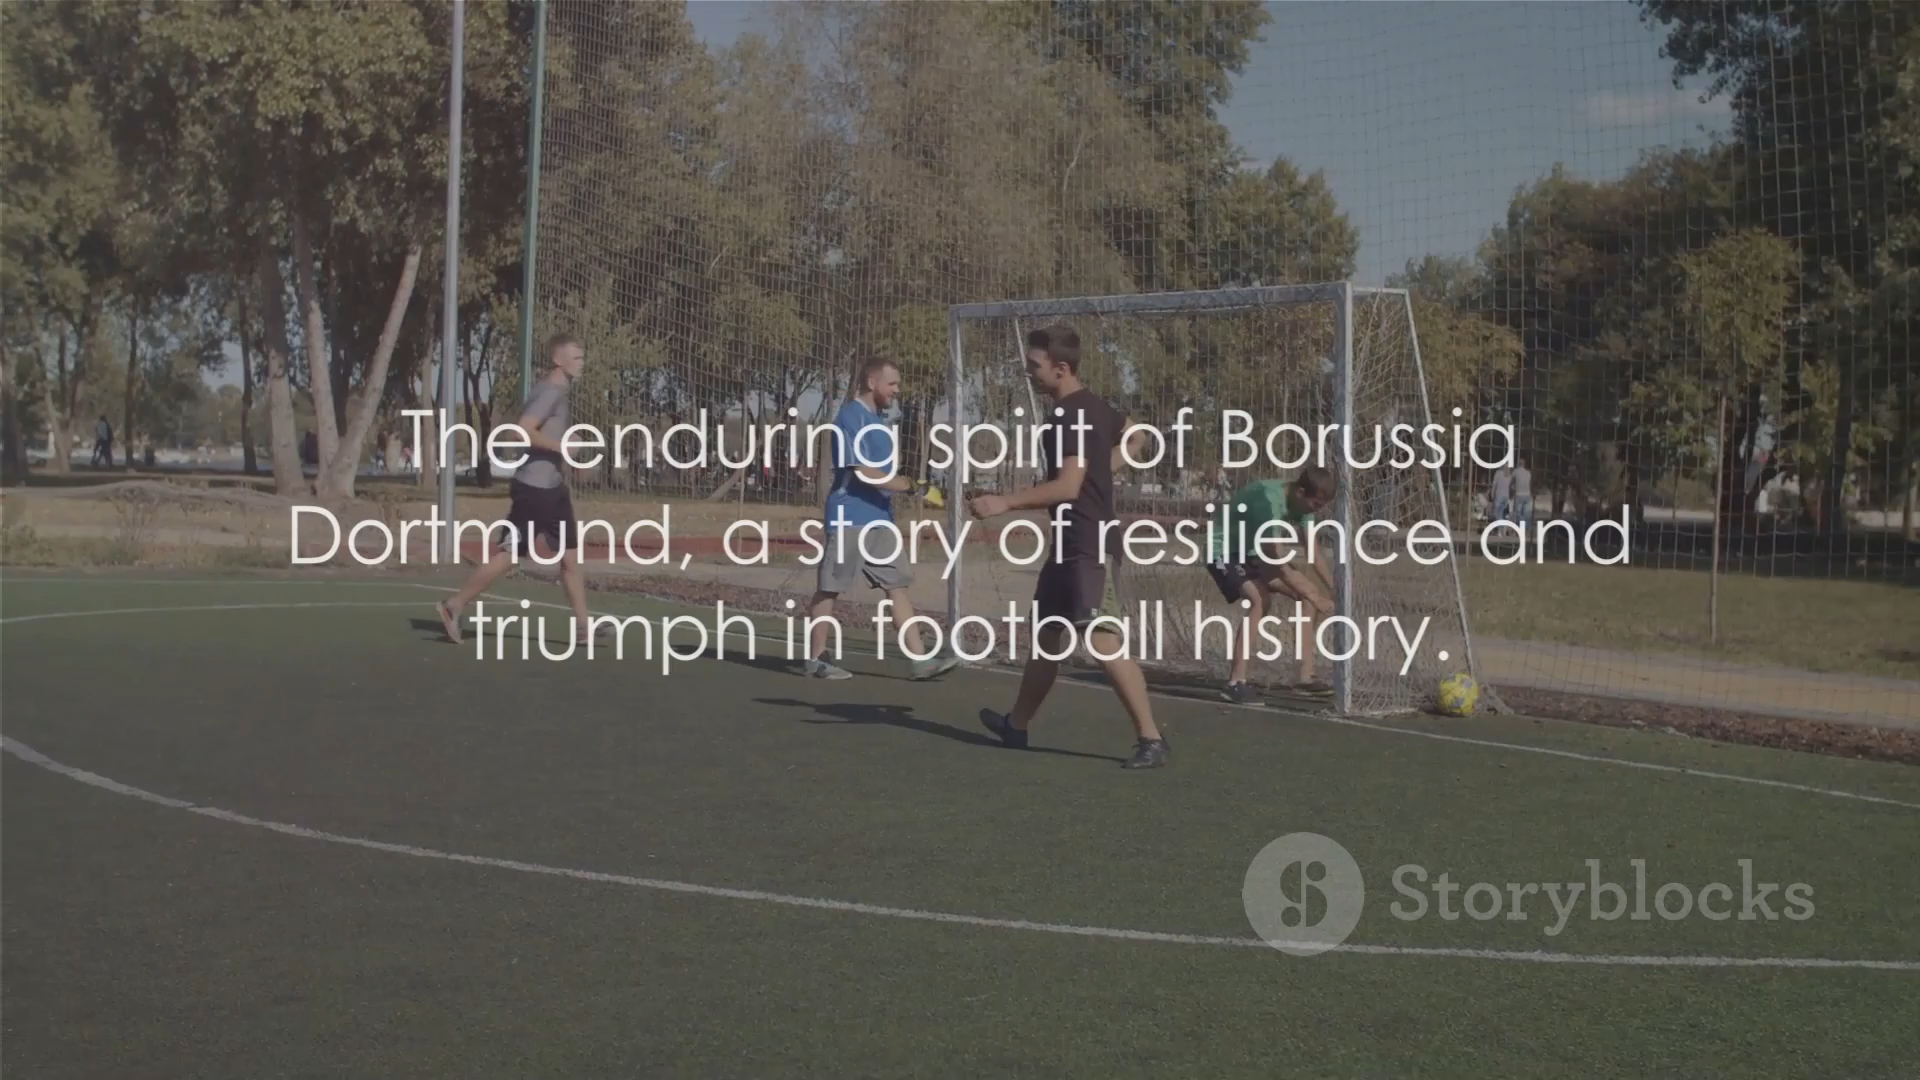 The enduring spirit of Borussia
Dortmund, a story of resilience and
triumph in football history.
Storyblocks